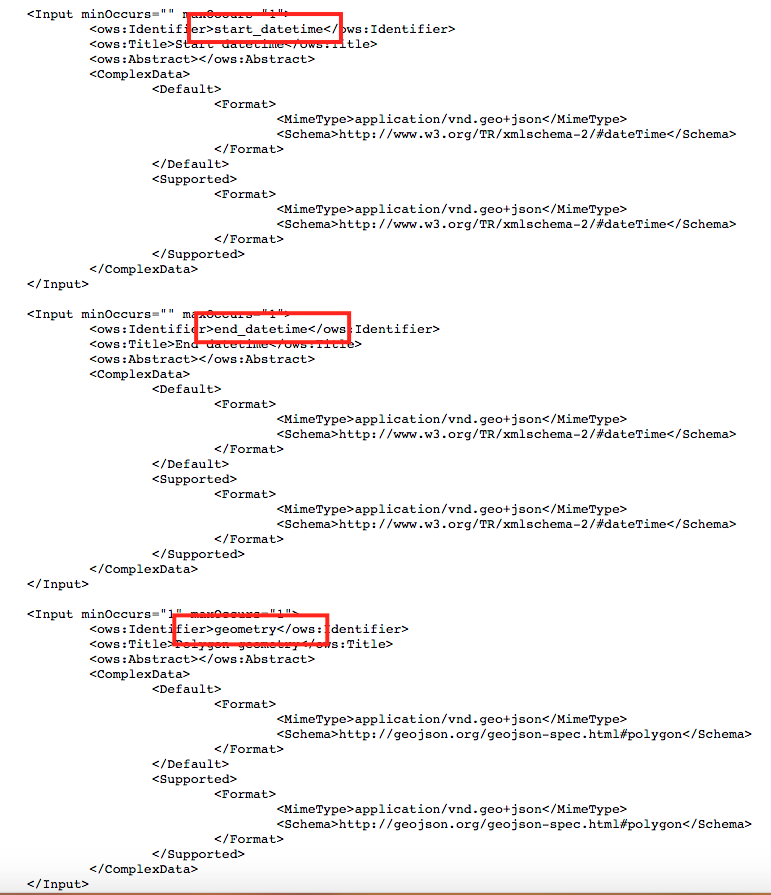 <Input minOccurs="" maxOccurs="1">
<ows:Identifier>start_datetime</ows:Identifier>
<ows:Title>Start datetime</ows:Title>
<ows:Abstract></ows:Abstract>
<ComplexData>
<Default>
<Format>
<MimeType>application/vnd.geo+json</MimeType>
<Schema>http://www.w3.org/TR/xmlschema-2/#dateTime</Schema>
</Format>
</Default>
<Supported>
<Format>
<MimeType>application/vnd.geo+json</MimeType>
<Schema>http://www.w3.org/TR/xmlschema-2/#dateTime</Schema>
</Format>
</Supported>
</ComplexData>
</Input>
<Input minOccurs="" maxOccurs="1">
<ows:Identifier>end_datetime</ows:Identifier>
<ows:Title>End datetime</ows:Title>
<ows:Abstract></ows:Abstract>
<ComplexData>
<Default>
<Format>
<MimeType>application/vnd.geo+json</MimeType>
<Schema>http://www.w3.org/TR/xmlschema-2/#dateTime</Schema>
</Format>
</Default>
<Supported>
<Format>
<MimeType>application/vnd.geo+json</MimeType>
<Schema>http://www.w3.org/TR/xmlschema-2/#dateTime</Schema>
</Format>
</Supported>
</ComplexData>
</Input>
<Input minOccurs="1" maxOccurs="1">
<ows:Identifier>geometry</ows:Identifier>
<ows:Title>Polygon geometry</ows:Title>
<ows:Abstract></ows:Abstract>
<ComplexData>
<Default>
<Format>
<MimeType>application/vnd.geo+json</MimeType>
<Schema>http://geojson.org/geojson-spec.html#polygon</Schema>
</Format>
</Default>
<Supported>
<Format>
<MimeType>application/vnd.geo+json</MimeType>
<Schema>http://geojson.org/geojson-spec.html#polygon</Schema>
</Format>
</Supported>
</ComplexData>
</Input>